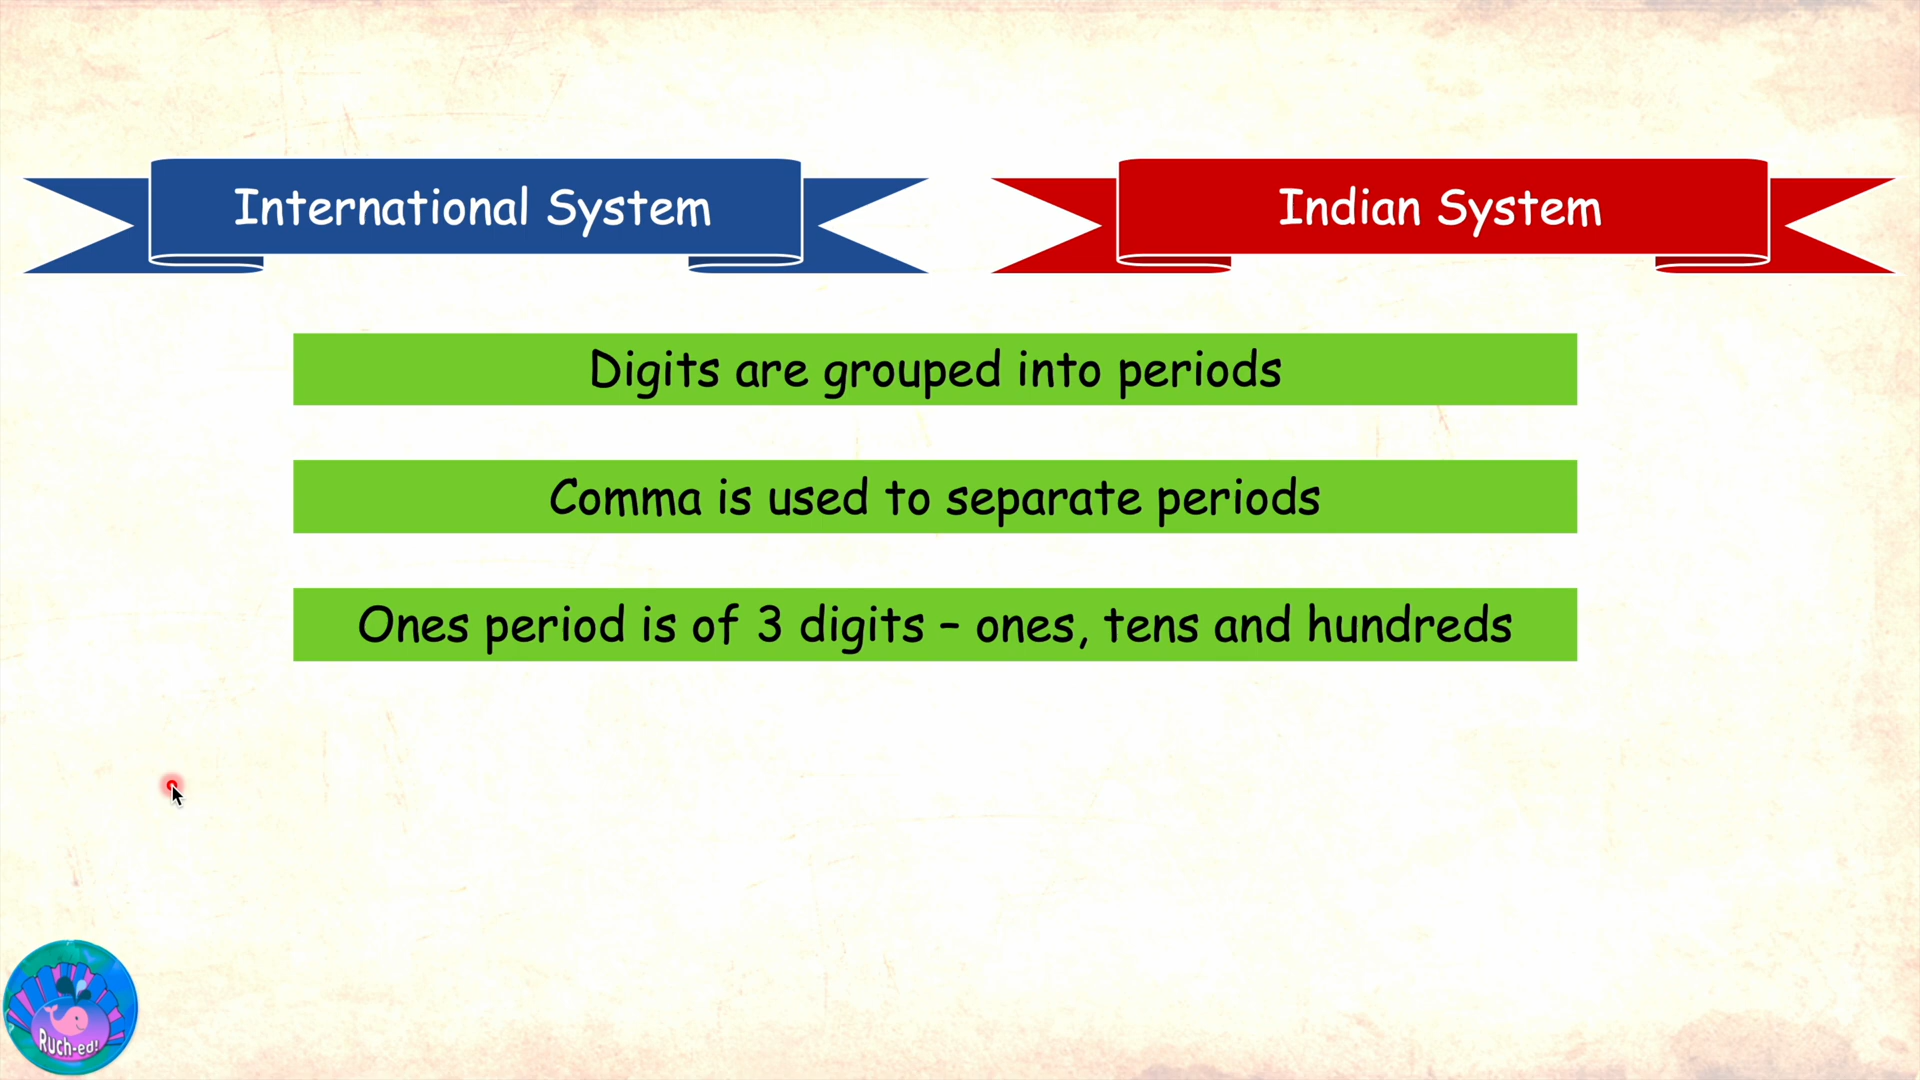 International System
Indian System
Digits are grouped into periods
Comma is used to separate periods
Ones period is of 3 digits – ones, tens and hundreds
Ruch-ed!